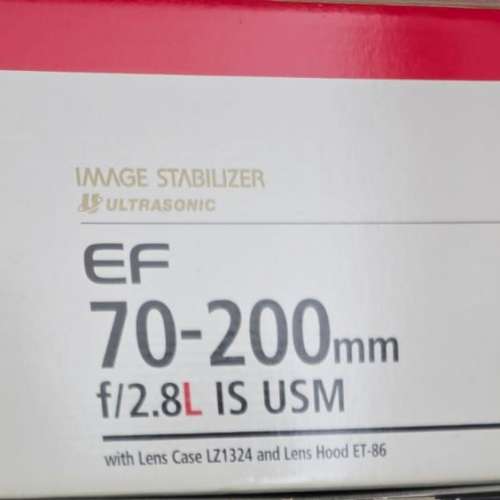 IMAGE STABILIZER
ULTRASONIC
EF
70-200mm
f/2.8L IS USM
with Lens Case LZ1324 and Lens Hood ET-86